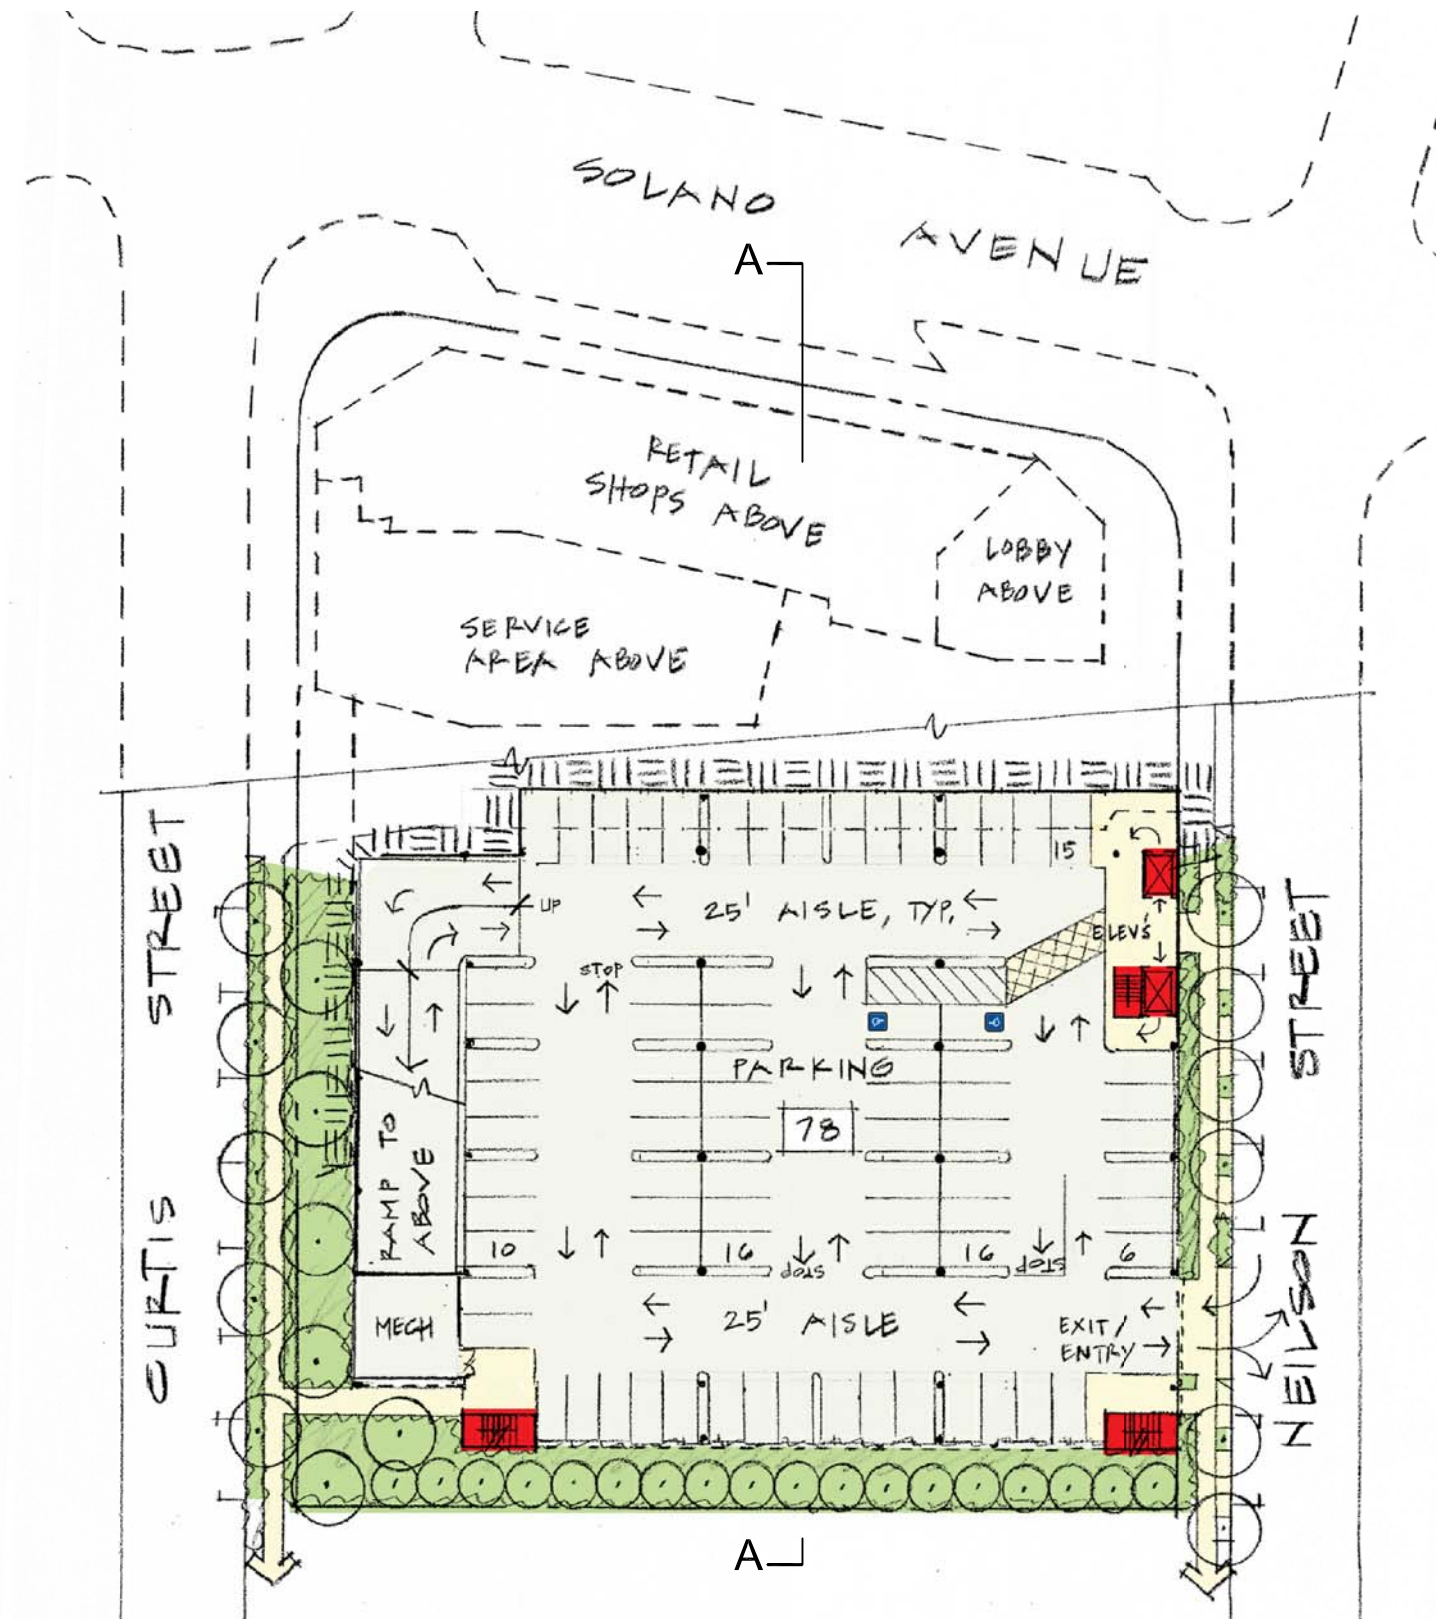 SOLANO AVENUE
A
RETAIL
SHOPS ABOVE
LOBBY
ABOVE
SERVICE
AREA ABOVE
15
UP
25' AISLE, TYP.
ELEV'S
STOP
CURTIS STREET
NEILSON STREET
PARKING
78
RAMP TO
ABOVE
10
16
STOP
16
STOP
6
MECH
25' AISLE
EXIT/
ENTRY
A